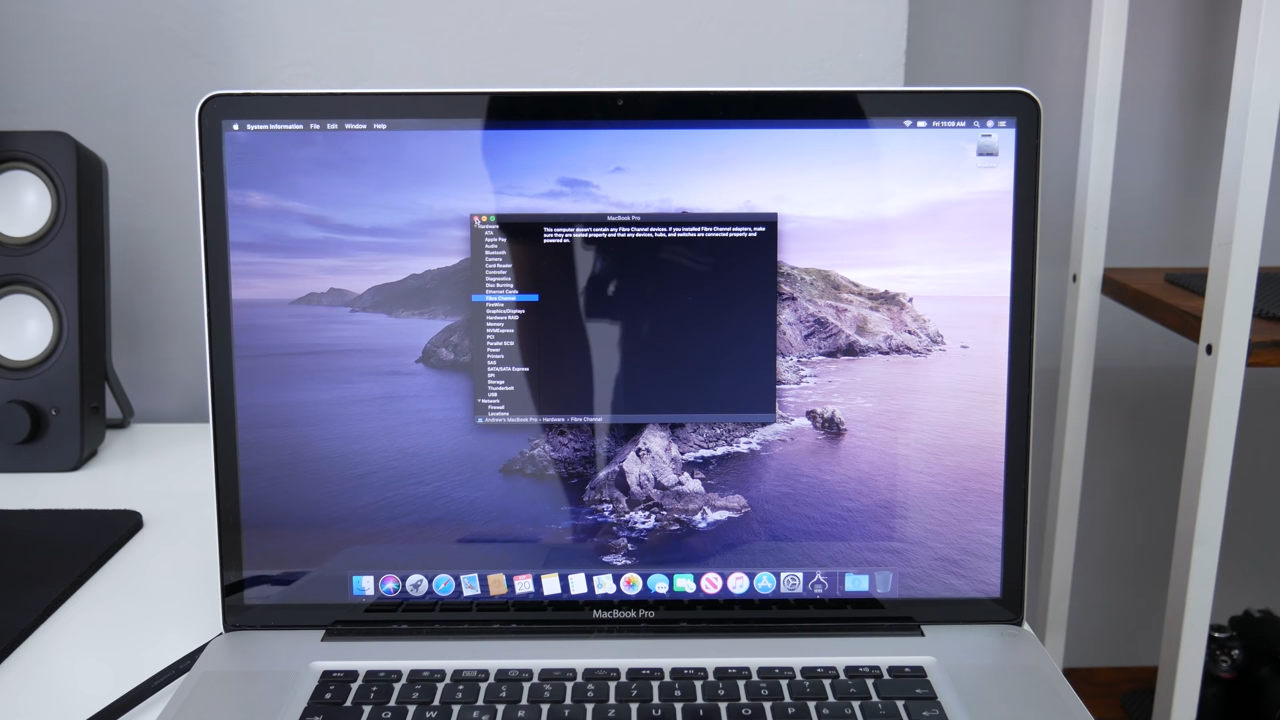 System Information File Edit Window Help
Fri 11:09 AM
MacBook Pro
Hardware
ATA
Apple Pay
Audio
Bluetooth
Camera
Card Reader
Controller
Diagnostics
Disc Burning
Ethernet Cards
Fibre Channel
FireWire
Graphics/Displays
Hardware RAID
Memory
NVMExpress
PCI
Parallel SCSI
Power
Printers
SAS
SATA/SATA Express
SPI
Storage
Thunderbolt
USB
Network
Firewall
Locations
This computer doesn't contain any Fibre Channel devices. If you installed Fibre Channel adapters, make
sure they are seated properly and that any devices, hubs, and switches are connected properly and
powered on.
Andrew's MacBook Pro › Hardware › Fibre Channel
20
MacBook Pro
esc
Q W E R T Z U I O P